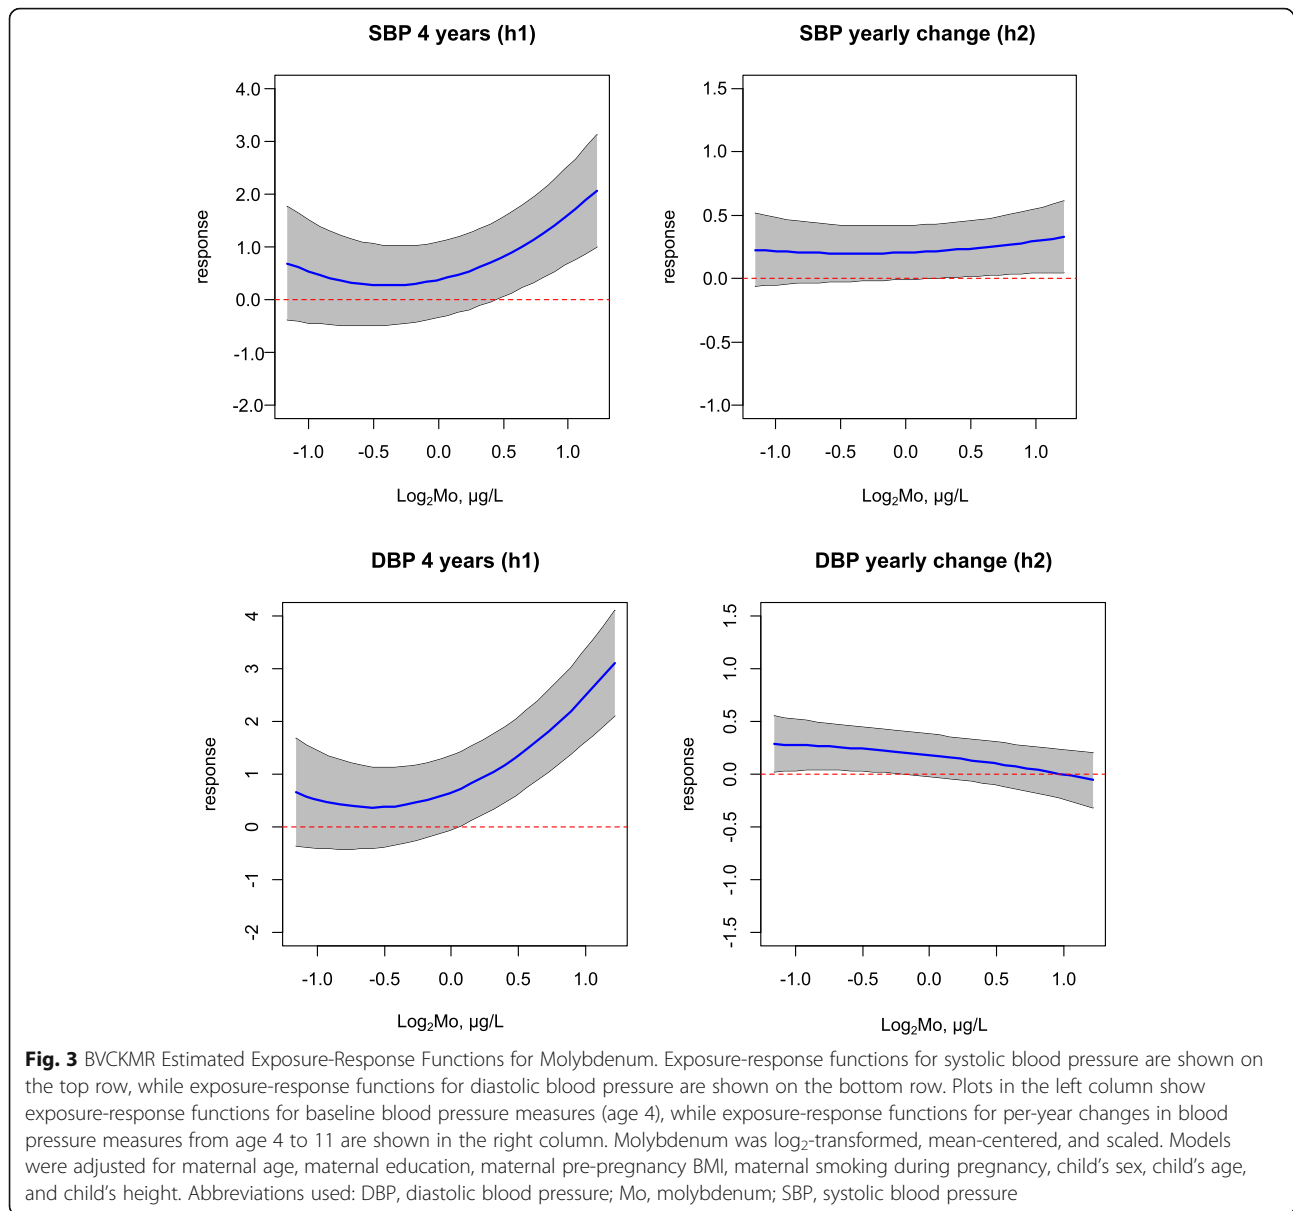 SBP 4 years (h1)
4.0
3.0
2.0
1.0
0.0
-1.0
-2.0
response
-1.0 -0.5 0.0 0.5 1.0
Log₂Mo, µg/L
SBP yearly change (h2)
1.5
1.0
0.5
0.0
-0.5
-1.0
response
-1.0 -0.5 0.0 0.5 1.0
Log₂Mo, µg/L
DBP 4 years (h1)
4
3
2
1
0
-1
-2
response
-1.0 -0.5 0.0 0.5 1.0
Log₂Mo, µg/L
DBP yearly change (h2)
1.5
1.0
0.5
0.0
-0.5
-1.0
-1.5
response
-1.0 -0.5 0.0 0.5 1.0
Log₂Mo, µg/L
Fig. 3 BVCKMR Estimated Exposure-Response Functions for Molybdenum. Exposure-response functions for systolic blood pressure are shown on
the top row, while exposure-response functions for diastolic blood pressure are shown on the bottom row. Plots in the left column show
exposure-response functions for baseline blood pressure measures (age 4), while exposure-response functions for per-year changes in blood
pressure measures from age 4 to 11 are shown in the right column. Molybdenum was log₂-transformed, mean-centered, and scaled. Models
were adjusted for maternal age, maternal education, maternal pre-pregnancy BMI, maternal smoking during pregnancy, child's sex, child's age,
and child's height. Abbreviations used: DBP, diastolic blood pressure; Mo, molybdenum; SBP, systolic blood pressure